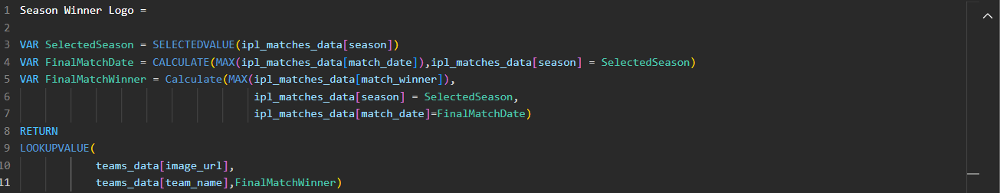 1 Season Winner Logo =
2
3 VAR SelectedSeason = SELECTEDVALUE(ipl_matches_data[season])
4 VAR FinalMatchDate = CALCULATE(MAX(ipl_matches_data[match_date]),ipl_matches_data[season] = SelectedSeason)
5 VAR FinalMatchWinner = Calculate(MAX(ipl_matches_data[match_winner]),
6 ipl_matches_data[season] = SelectedSeason,
7 ipl_matches_data[match_date]=FinalMatchDate)
8 RETURN
9 LOOKUPVALUE(
10 teams_data[image_url],
11 teams_data[team_name],FinalMatchWinner)